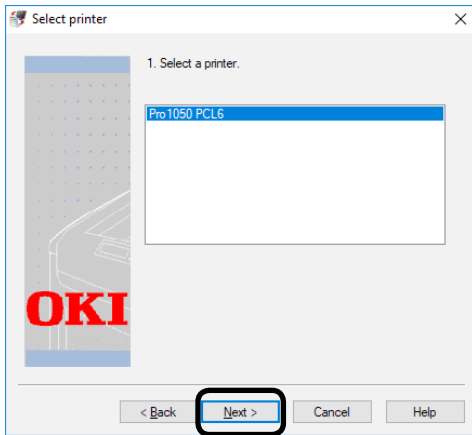 Select printer
1. Select a printer.
Pro1050 PCL6
OKI
< Back Next > Cancel Help